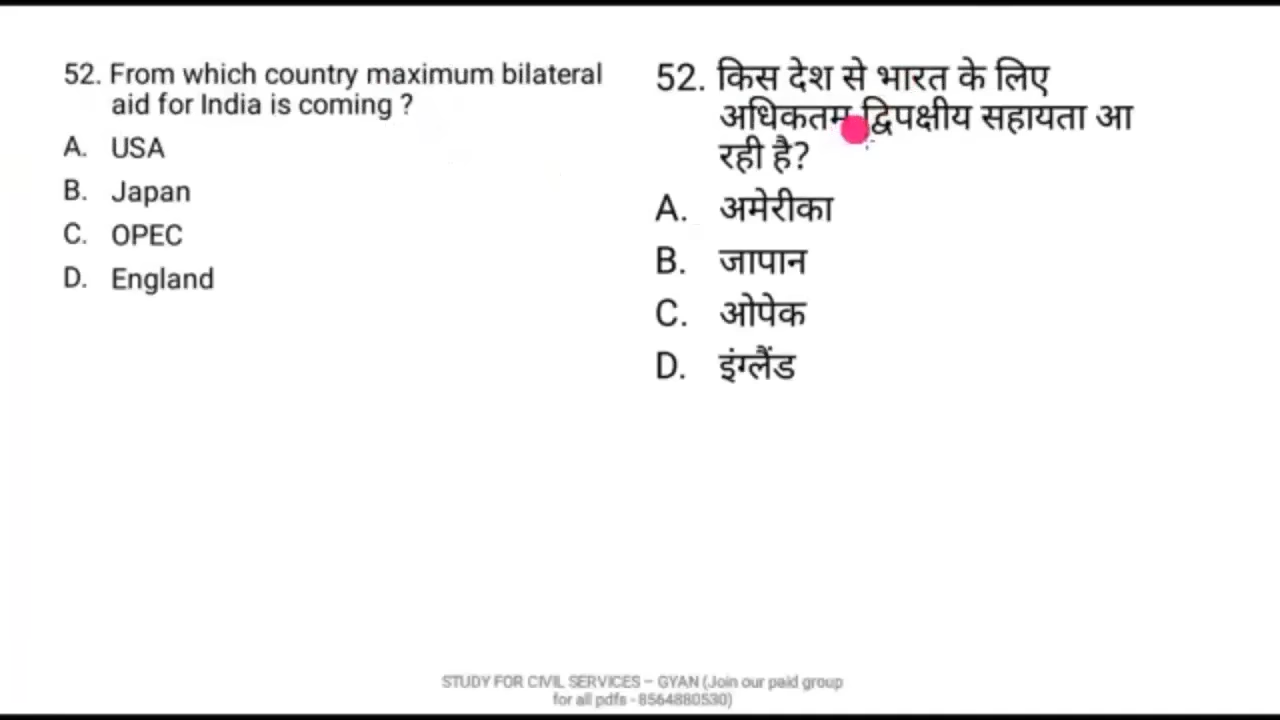 52. From which country maximum bilateral
aid for India is coming ?
A. USA
B. Japan
C. OPEC
D. England
52. किस देश से भारत के लिए
अधिकतम द्विपक्षीय सहायता आ
रही है?
A. अमेरीका
B. जापान
C. ओपेक
D. इंग्लैंड
STUDY FOR CIVIL SERVICES – GYAN (Join our paid group
for all pdfs - 8564880530)